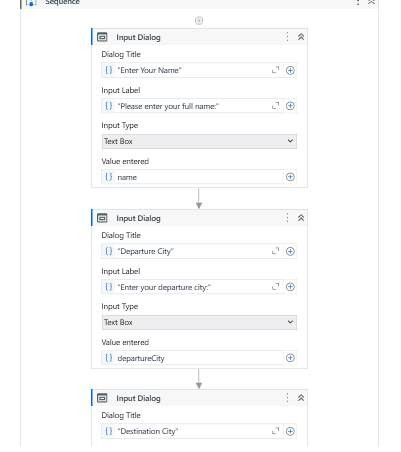 Sequence
Input Dialog
Dialog Title
"Enter Your Name"
Input Label
"Please enter your full name:"
Input Type
Text Box
Value entered
name
Input Dialog
Dialog Title
"Departure City"
Input Label
"Enter your departure city:"
Input Type
Text Box
Value entered
departureCity
Input Dialog
Dialog Title
"Destination City"